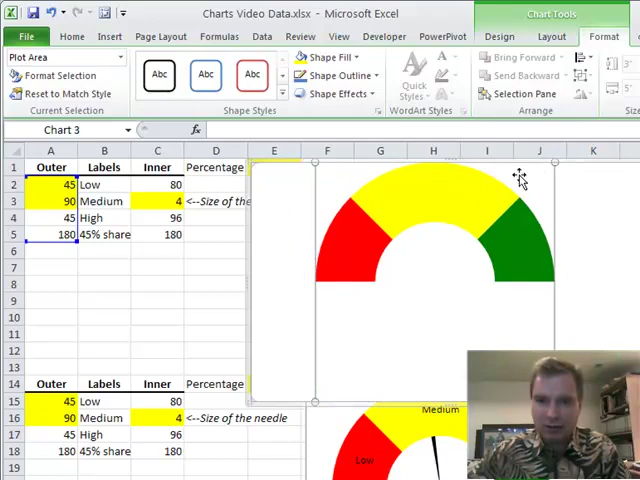 Charts Video Data.xlsx - Microsoft Excel
Chart Tools
File Home Insert Page Layout Formulas Data Review View Developer PowerPivot Design Layout Format
Plot Area
Format Selection
Reset to Match Style
Current Selection
Abc Abc Abc
Shape Fill
Shape Outline
Shape Effects
Shape Styles
Quick Styles
WordArt Styles
Bring Forward
Send Backward
Selection Pane
Arrange
Chart 3 fx
A B C D E F G H I J K
1 Outer Labels Inner Percentage
2 45 Low 80
3 90 Medium 4 <--Size of the
4 45 High 96
5 180 45% share 180
6
7
8
9
10
11
12
13
14 Outer Labels Inner Percentage
15 45 Low 80
16 90 Medium 4 <--Size of the needle
17 45 High 96
18 180 45% share 180
19
Medium
Low